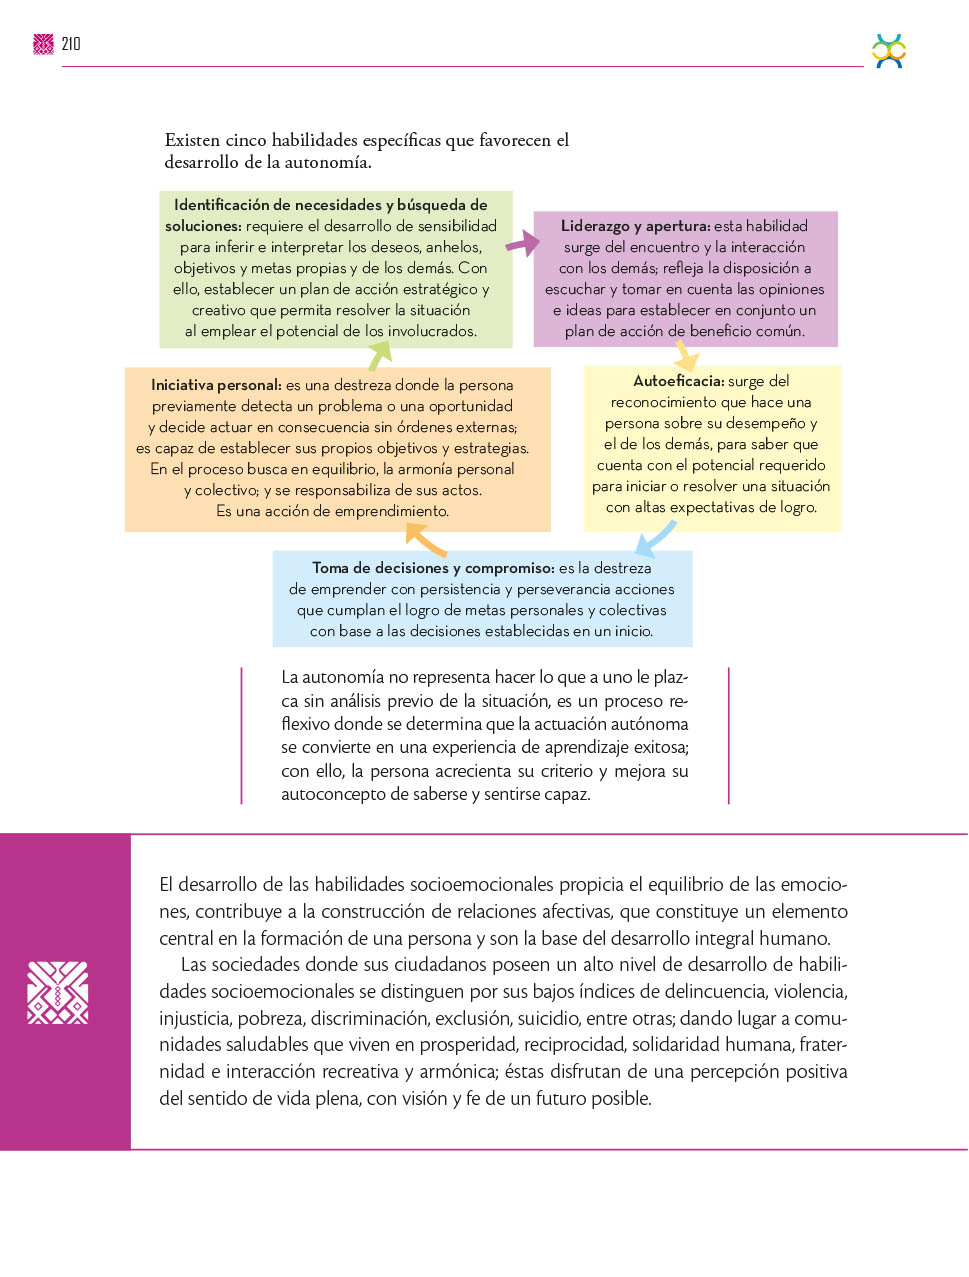 210
Existen cinco habilidades específicas que favorecen el
desarrollo de la autonomía.
Identificación de necesidades y búsqueda de
soluciones: requiere el desarrollo de sensibilidad
para inferir e interpretar los deseos, anhelos,
objetivos y metas propias y de los demás. Con
ello, establecer un plan de acción estratégico y
creativo que permita resolver la situación
al emplear el potencial de los involucrados.
Liderazgo y apertura: esta habilidad
surge del encuentro y la interacción
con los demás; refleja la disposición a
escuchar y tomar en cuenta las opiniones
e ideas para establecer en conjunto un
plan de acción de beneficio común.
Iniciativa personal: es una destreza donde la persona
previamente detecta un problema o una oportunidad
y decide actuar en consecuencia sin órdenes externas;
es capaz de establecer sus propios objetivos y estrategias.
En el proceso busca en equilibrio, la armonía personal
y colectivo; y se responsabiliza de sus actos.
Es una acción de emprendimiento.
Autoeficacia: surge del
reconocimiento que hace una
persona sobre su desempeño y
el de los demás, para saber que
cuenta con el potencial requerido
para iniciar o resolver una situación
con altas expectativas de logro.
Toma de decisiones y compromiso: es la destreza
de emprender con persistencia y perseverancia acciones
que cumplan el logro de metas personales y colectivas
con base a las decisiones establecidas en un inicio.
La autonomía no representa hacer lo que a uno le plaz-
ca sin análisis previo de la situación, es un proceso re-
flexivo donde se determina que la actuación autónoma
se convierte en una experiencia de aprendizaje exitosa;
con ello, la persona acrecienta su criterio y mejora su
autoconcepto de saberse y sentirse capaz.
El desarrollo de las habilidades socioemocionales propicia el equilibrio de las emocio-
nes, contribuye a la construcción de relaciones afectivas, que constituye un elemento
central en la formación de una persona y son la base del desarrollo integral humano.
Las sociedades donde sus ciudadanos poseen un alto nivel de desarrollo de habili-
dades socioemocionales se distinguen por sus bajos índices de delincuencia, violencia,
injusticia, pobreza, discriminación, exclusión, suicidio, entre otras; dando lugar a comu-
nidades saludables que viven en prosperidad, reciprocidad, solidaridad humana, frater-
nidad e interacción recreativa y armónica; éstas disfrutan de una percepción positiva
del sentido de vida plena, con visión y fe de un futuro posible.